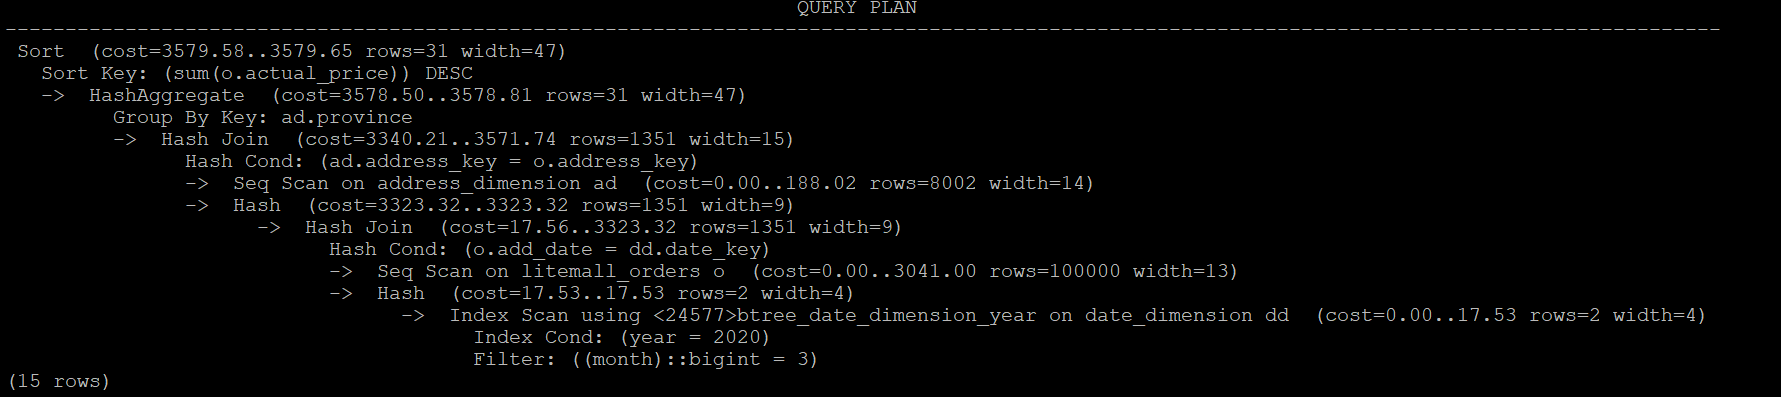 QUERY PLAN
----------------------------------------------------------------------------------------------------------------------------------------------
Sort  (cost=3579.58..3579.65 rows=31 width=47)
  Sort Key: (sum(o.actual_price)) DESC
  ->  HashAggregate  (cost=3578.50..3578.81 rows=31 width=47)
        Group By Key: ad.province
        ->  Hash Join  (cost=3340.21..3571.74 rows=1351 width=15)
              Hash Cond: (ad.address_key = o.address_key)
              ->  Seq Scan on address_dimension ad  (cost=0.00..188.02 rows=8002 width=14)
              ->  Hash  (cost=3323.32..3323.32 rows=1351 width=9)
                    ->  Hash Join  (cost=17.56..3323.32 rows=1351 width=9)
                          Hash Cond: (o.add_date = dd.date_key)
                          ->  Seq Scan on litemall_orders o  (cost=0.00..3041.00 rows=100000 width=13)
                          ->  Hash  (cost=17.53..17.53 rows=2 width=4)
                                ->  Index Scan using <24577>btree_date_dimension_year on date_dimension dd  (cost=0.00..17.53 rows=2 width=4)
                                      Index Cond: (year = 2020)
                                      Filter: ((month)::bigint = 3)
(15 rows)